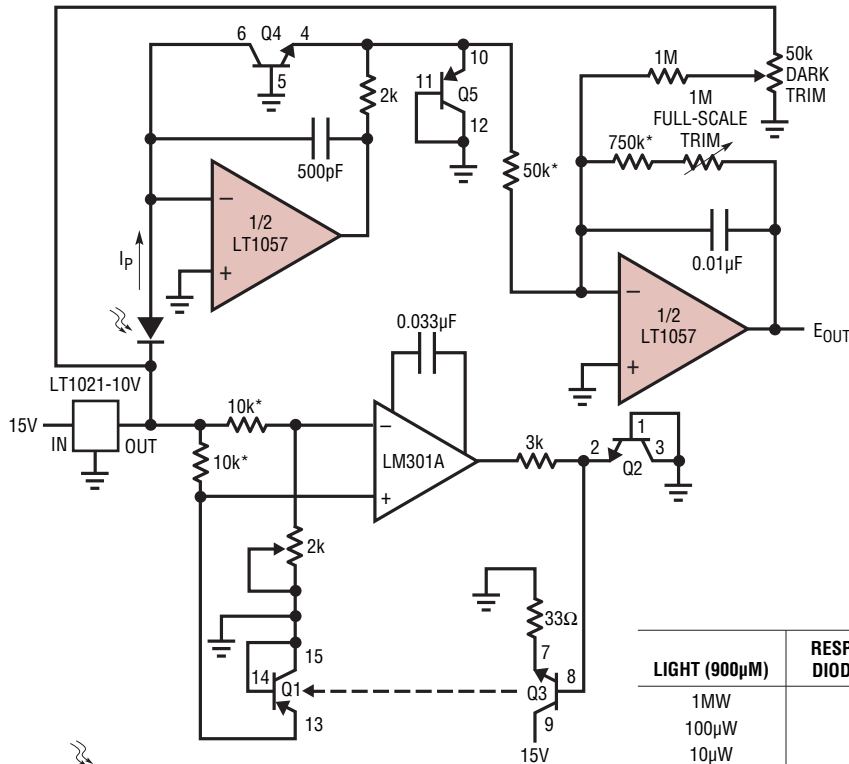 6 Q4 4
5
2k
10
11
Q5
12
500pF
1M
50k
DARK
TRIM
1M
FULL-SCALE
TRIM
750k*
50k*
0.01µF
−
1/2
LT1057
+
IP
−
1/2
LT1057
+
EOUT
0.033µF
LT1021-10V
15V
IN
OUT
10k*
10k*
−
LM301A
+
3k
1
2
3
Q2
2k
33Ω
15
14
Q1
13
7
8
Q3
9
15V
LIGHT (900µM)
RESP
DIOD
1MW
100µW
10µW